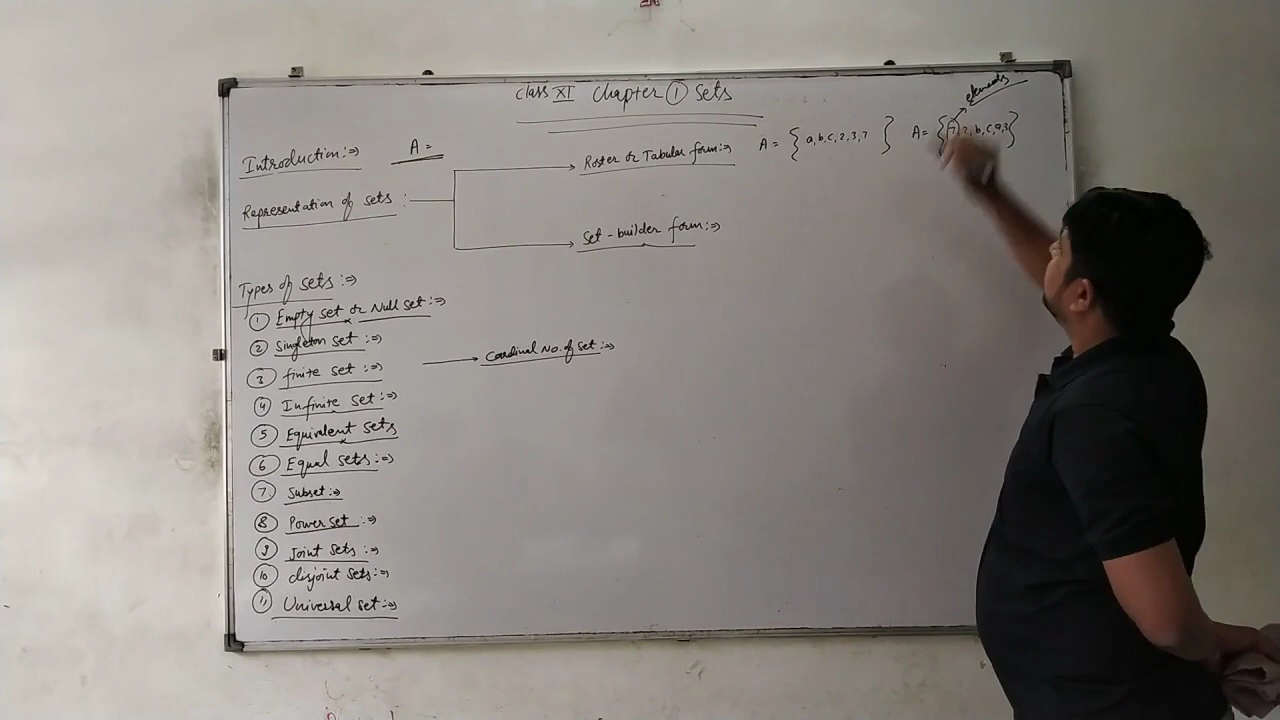 Class XI Chapter ① Sets
elements
Introduction:⇒ A =
Roster or Tabular form:⇒ A = { a, b, c, 2, 3, 7 } A = {7, 2, b, c, a, 3}
Representation of sets :
Set-builder form:⇒
Types of sets:⇒
① Empty set or Null set:⇒
② Singleton set :⇒
Cardinal No. of set:⇒
③ finite set :⇒
④ Infinite set:⇒
⑤ Equivalent sets
⑥ Equal sets:⇒
⑦ Subset:⇒
⑧ Power set :⇒
⑨ Joint sets :⇒
⑩ disjoint sets:⇒
⑪ Universal set:⇒